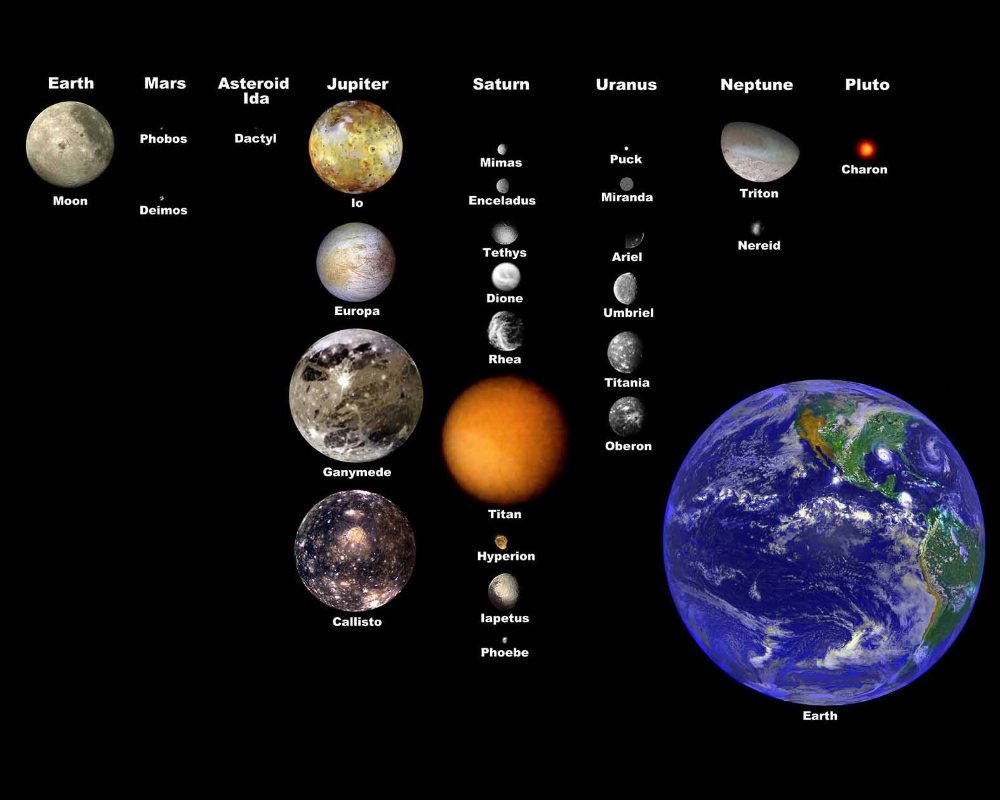 Earth
Moon
Mars
Phobos
Deimos
Asteroid
Ida
Dactyl
Jupiter
Io
Europa
Ganymede
Callisto
Saturn
Mimas
Enceladus
Tethys
Dione
Rhea
Titan
Hyperion
Iapetus
Phoebe
Uranus
Puck
Miranda
Ariel
Umbriel
Titania
Oberon
Neptune
Triton
Nereid
Pluto
Charon
Earth